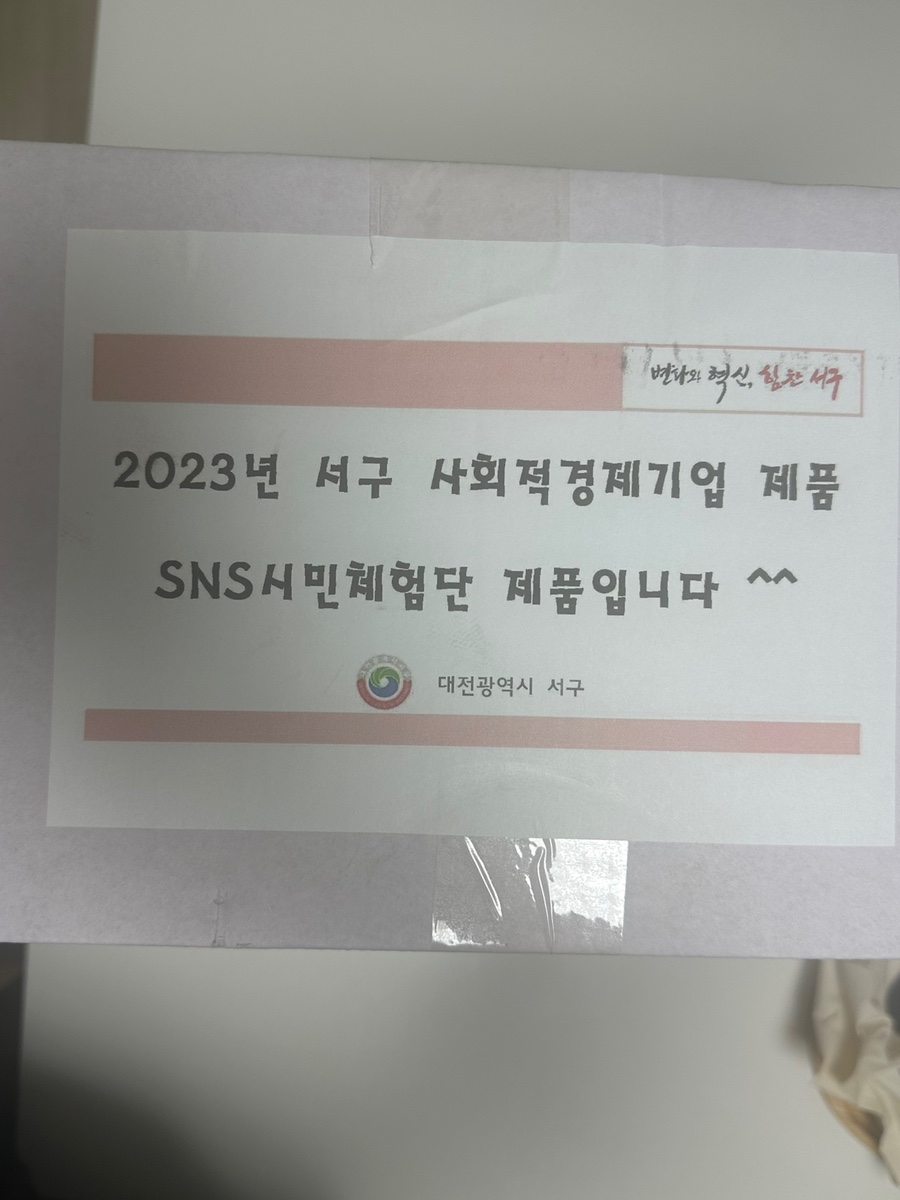 변화와 혁신, 힘찬 서구
2023년 서구 사회적경제기업 제품
SNS시민체험단 제품입니다 ^^
대전광역시 서구